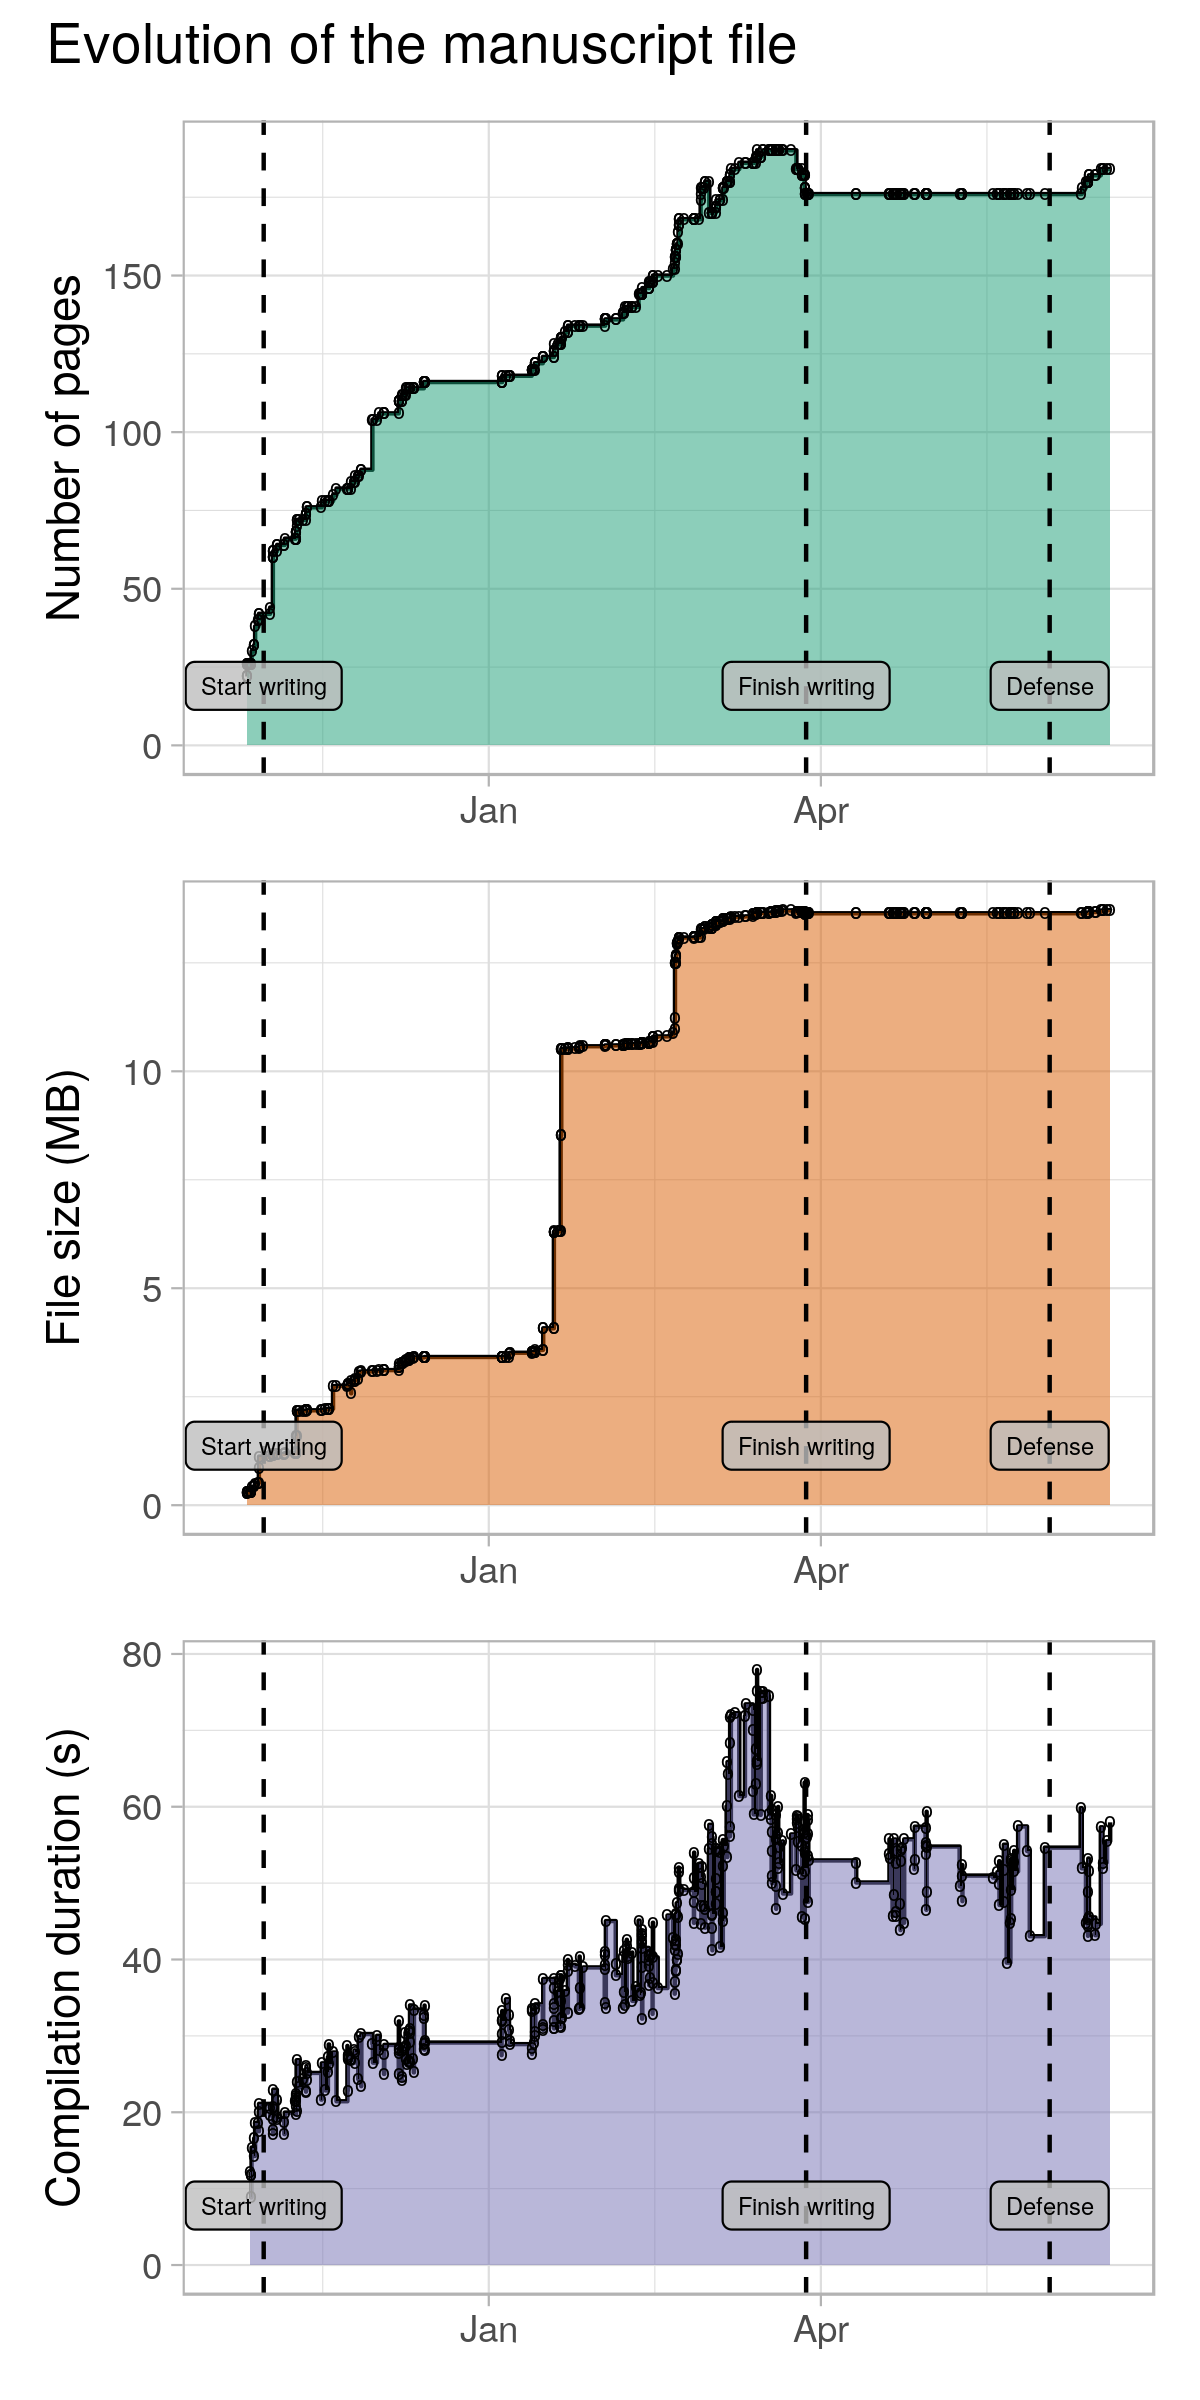 Evolution of the manuscript file
Number of pages
150
100
50
0
Start writing
Finish writing
Defense
Jan
Apr
File size (MB)
10
5
0
Start writing
Finish writing
Defense
Jan
Apr
Compilation duration (s)
80
60
40
20
0
Start writing
Finish writing
Defense
Jan
Apr